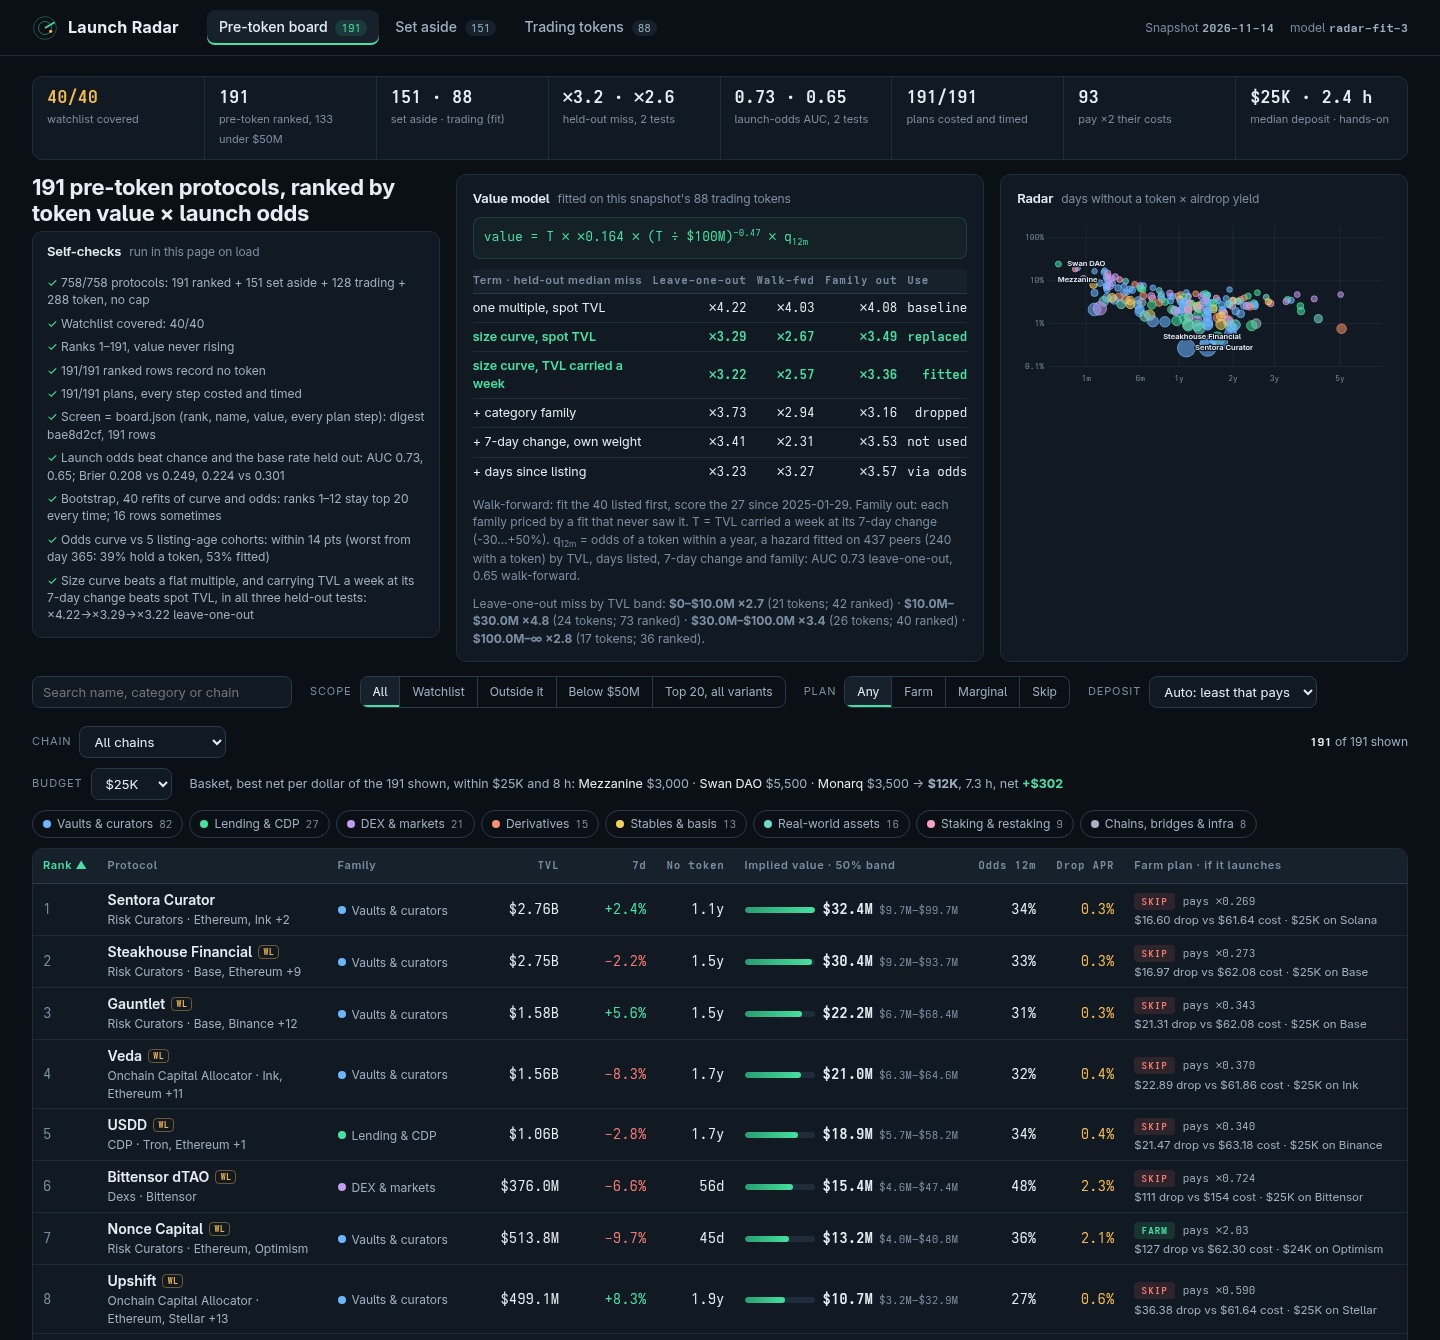 Launch Radar
Pre-token board 191
Set aside 151
Trading tokens 88
Snapshot 2026-11-14 model radar-fit-3
40/40
watchlist covered
191
pre-token ranked, 133
under $50M
151 · 88
set aside · trading (fit)
×3.2 · ×2.6
held-out miss, 2 tests
0.73 · 0.65
launch-odds AUC, 2 tests
191/191
plans costed and timed
93
pay ×2 their costs
$25K · 2.4 h
median deposit · hands-on
191 pre-token protocols, ranked by
token value × launch odds
Self-checks run in this page on load
✓ 758/758 protocols: 191 ranked + 151 set aside + 128 trading +
288 token, no cap
✓ Watchlist covered: 40/40
✓ Ranks 1–191, value never rising
✓ 191/191 ranked rows record no token
✓ 191/191 plans, every step costed and timed
✓ Screen = board.json (rank, name, value, every plan step): digest
bae8d2cf, 191 rows
✓ Launch odds beat chance and the base rate held out: AUC 0.73,
0.65; Brier 0.208 vs 0.249, 0.224 vs 0.301
✓ Bootstrap, 40 refits of curve and odds: ranks 1–12 stay top 20
every time; 16 rows sometimes
✓ Odds curve vs 5 listing-age cohorts: within 14 pts (worst from
day 365: 39% hold a token, 53% fitted)
✓ Size curve beats a flat multiple, and carrying TVL a week at its
7-day change beats spot TVL, in all three held-out tests:
×4.22→×3.29→×3.22 leave-one-out
Value model fitted on this snapshot's 88 trading tokens
value = T × ×0.164 × (T ÷ $100M)−0.47 × q12m
Term · held-out median miss Leave-one-out Walk-fwd Family out Use
one multiple, spot TVL ×4.22 ×4.03 ×4.08 baseline
size curve, spot TVL ×3.29 ×2.67 ×3.49 replaced
size curve, TVL carried a
week ×3.22 ×2.57 ×3.36 fitted
+ category family ×3.73 ×2.94 ×3.16 dropped
+ 7-day change, own weight ×3.41 ×2.31 ×3.53 not used
+ days since listing ×3.23 ×3.27 ×3.57 via odds
Walk-forward: fit the 40 listed first, score the 27 since 2025-01-29. Family out: each
family priced by a fit that never saw it. T = TVL carried a week at its 7-day change
(-30…+50%). q12m = odds of a token within a year, a hazard fitted on 437 peers (240
with a token) by TVL, days listed, 7-day change and family: AUC 0.73 leave-one-out,
0.65 walk-forward.
Leave-one-out miss by TVL band: $0–$10.0M ×2.7 (21 tokens; 42 ranked) · $10.0M–
$30.0M ×4.8 (24 tokens; 73 ranked) · $30.0M–$100.0M ×3.4 (26 tokens; 40 ranked) ·
$100.0M–∞ ×2.8 (17 tokens; 36 ranked).
Radar days without a token × airdrop yield
100%
10%
1%
0.1%
Swan DAO
Mezzanine
Steakhouse Financial
Sentora Curator
1m 6m 1y 2y 3y 5y
Search name, category or chain
SCOPE All Watchlist Outside it Below $50M Top 20, all variants
PLAN Any Farm Marginal Skip
DEPOSIT Auto: least that pays
CHAIN All chains
191 of 191 shown
BUDGET $25K Basket, best net per dollar of the 191 shown, within $25K and 8 h: Mezzanine $3,000 · Swan DAO $5,500 · Monarq $3,500 → $12K, 7.3 h, net +$302
Vaults & curators 82
Lending & CDP 27
DEX & markets 21
Derivatives 15
Stables & basis 13
Real-world assets 16
Staking & restaking 9
Chains, bridges & infra 8
Rank ▲ Protocol Family TVL 7d No token Implied value · 50% band Odds 12m Drop APR Farm plan · if it launches
1 Sentora Curator Vaults & curators $2.76B +2.4% 1.1y $32.4M $9.7M–$99.7M 34% 0.3% SKIP pays ×0.269
Risk Curators · Ethereum, Ink +2 $16.60 drop vs $61.64 cost · $25K on Solana
2 Steakhouse Financial WL Vaults & curators $2.75B −2.2% 1.5y $30.4M $9.2M–$93.7M 33% 0.3% SKIP pays ×0.273
Risk Curators · Base, Ethereum +9 $16.97 drop vs $62.08 cost · $25K on Base
3 Gauntlet WL Vaults & curators $1.58B +5.6% 1.5y $22.2M $6.7M–$68.4M 31% 0.3% SKIP pays ×0.343
Risk Curators · Base, Binance +12 $21.31 drop vs $62.08 cost · $25K on Base
4 Veda WL Vaults & curators $1.56B −8.3% 1.7y $21.0M $6.3M–$64.6M 32% 0.4% SKIP pays ×0.370
Onchain Capital Allocator · Ink,
Ethereum +11 $22.89 drop vs $61.86 cost · $25K on Ink
5 USDD WL Lending & CDP $1.06B −2.8% 1.7y $18.9M $5.7M–$58.2M 34% 0.4% SKIP pays ×0.340
CDP · Tron, Ethereum +1 $21.47 drop vs $63.18 cost · $25K on Binance
6 Bittensor dTAO WL DEX & markets $376.0M −6.6% 56d $15.4M $4.6M–$47.4M 48% 2.3% SKIP pays ×0.724
Dexs · Bittensor $111 drop vs $154 cost · $25K on Bittensor
7 Nonce Capital WL Vaults & curators $513.8M −9.7% 45d $13.2M $4.0M–$40.8M 36% 2.1% FARM pays ×2.03
Risk Curators · Ethereum, Optimism $127 drop vs $62.30 cost · $24K on Optimism
8 Upshift WL Vaults & curators $499.1M +8.3% 1.9y $10.7M $3.2M–$32.9M 27% 0.6% SKIP pays ×0.590
Onchain Capital Allocator ·
Ethereum, Stellar +13 $36.38 drop vs $61.64 cost · $25K on Stellar